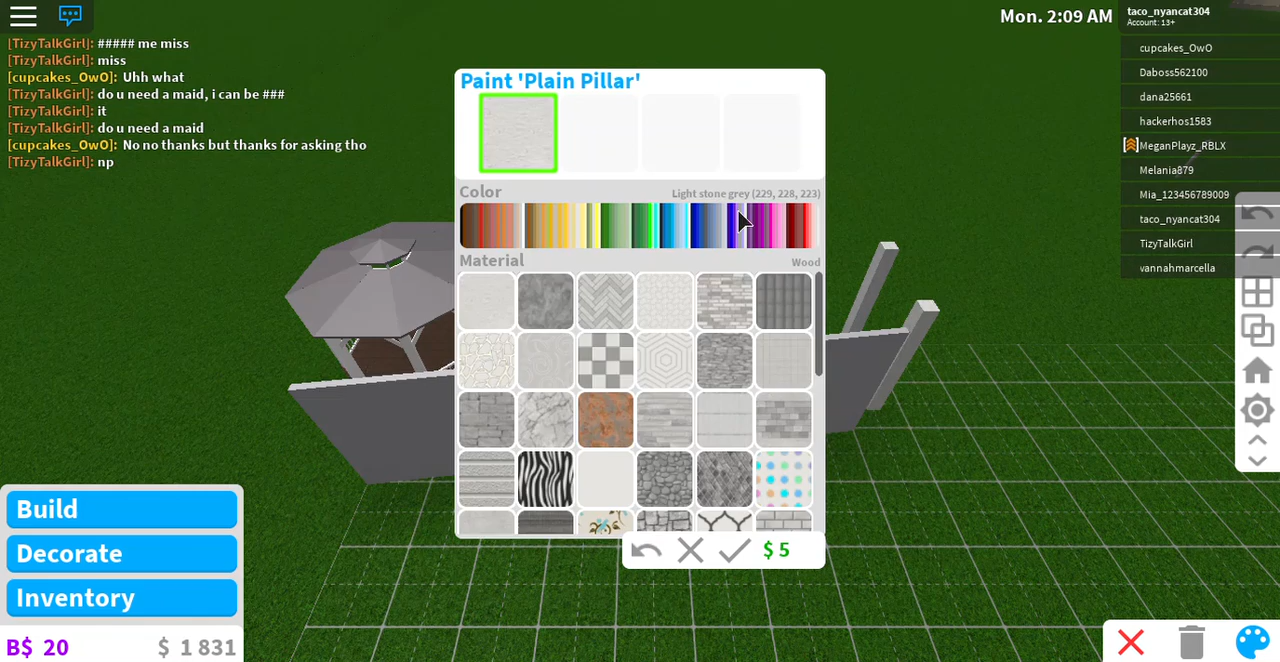 [TizyTalkGirl]: ##### me miss
[TizyTalkGirl]: miss
[cupcakes_OwO]: Uhh what
[TizyTalkGirl]: do u need a maid, i can be ###
[TizyTalkGirl]: it
[TizyTalkGirl]: do u need a maid
[cupcakes_OwO]: No no thanks but thanks for asking tho
[TizyTalkGirl]: np
Mon. 2:09 AM
taco_nyancat304
Account: 13+
cupcakes_OwO
Daboss562100
dana25661
hackerhos1583
MeganPlayz_RBLX
Melania879
Mia_123456789009
taco_nyancat304
TizyTalkGirl
vannahmarcella
Paint 'Plain Pillar'
Color
Light stone grey (229, 228, 223)
Material
Wood
$ 5
Build
Decorate
Inventory
B$ 20
$ 1 831